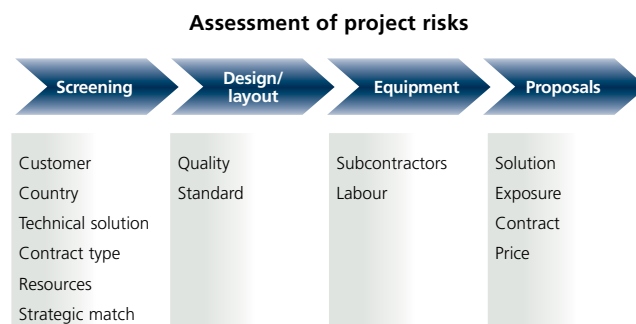 Assessment of project risks
Screening
Design/
layout
Equipment
Proposals
Customer
Country
Technical solution
Contract type
Resources
Strategic match
Quality
Standard
Subcontractors
Labour
Solution
Exposure
Contract
Price